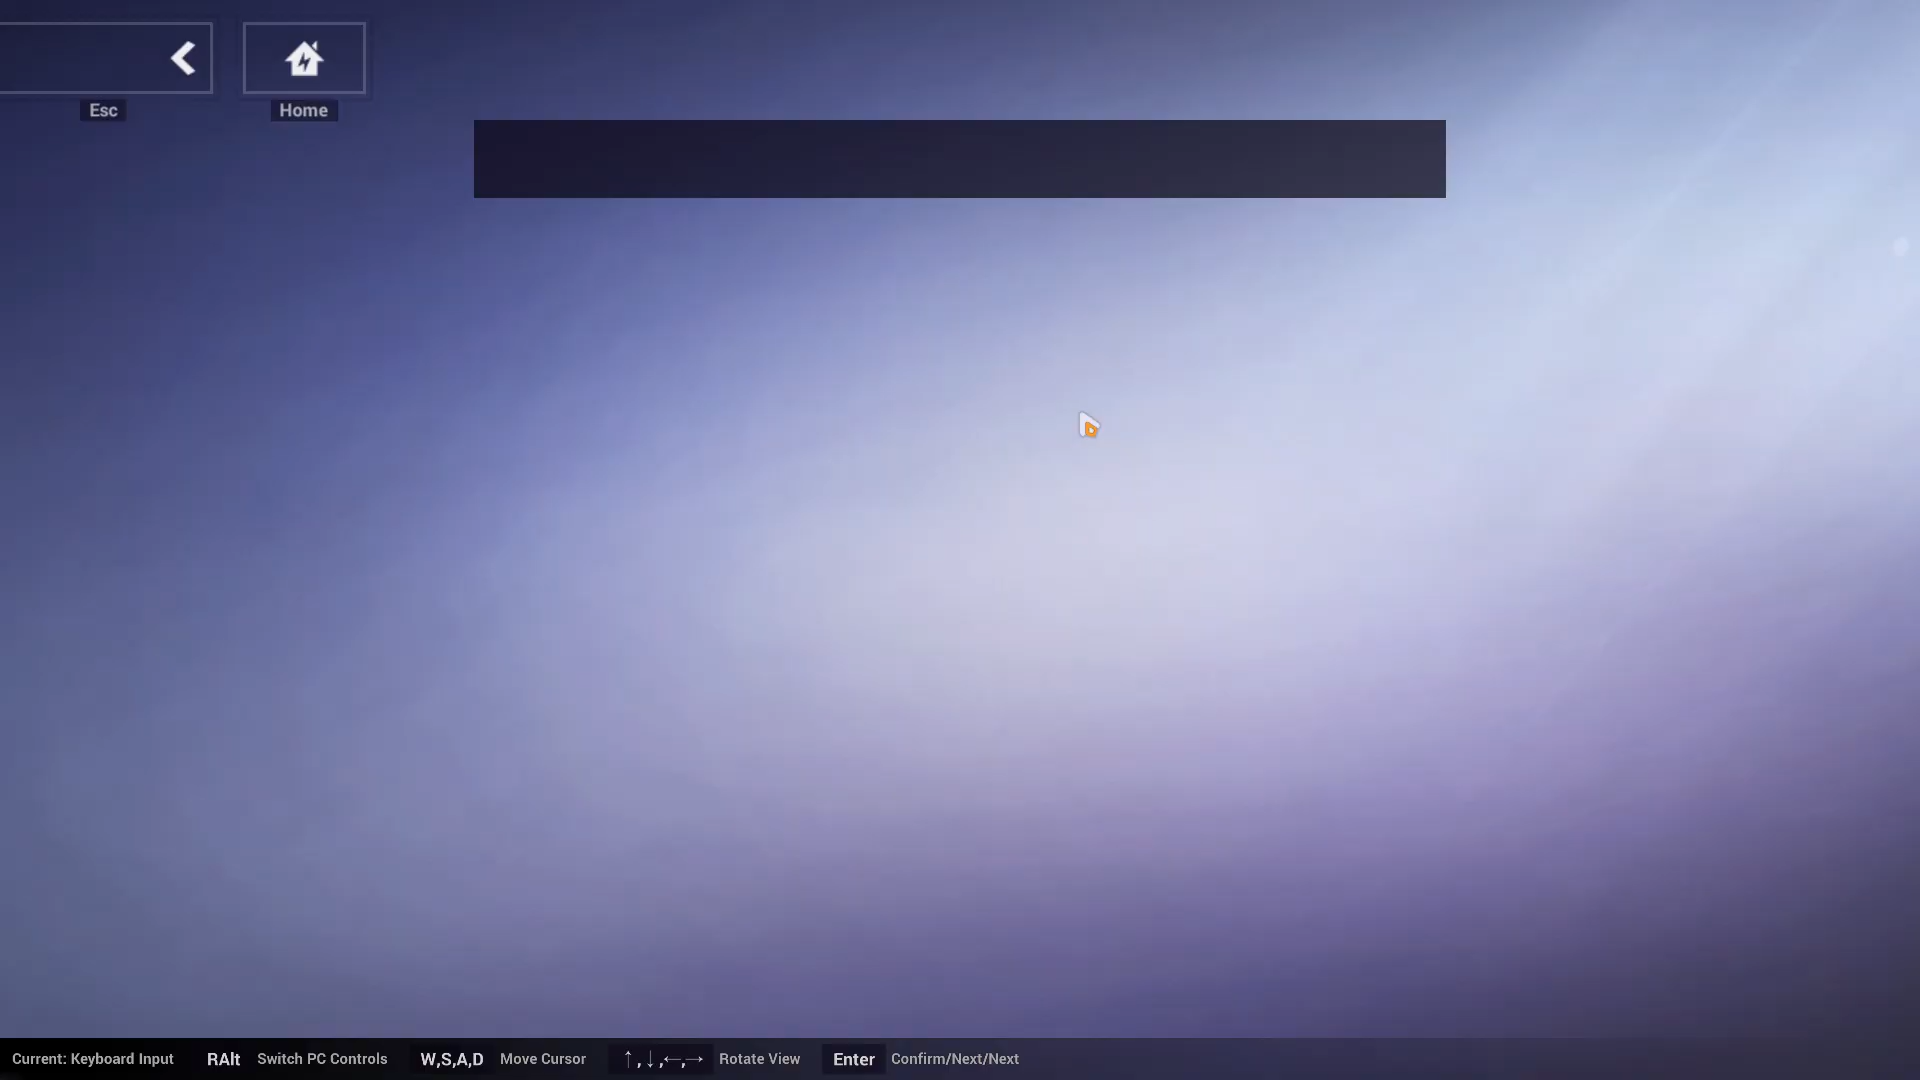 Esc
Home
Current: Keyboard Input RAlt Switch PC Controls W,S,A,D Move Cursor ↑,↓,←,→ Rotate View Enter Confirm/Next/Next